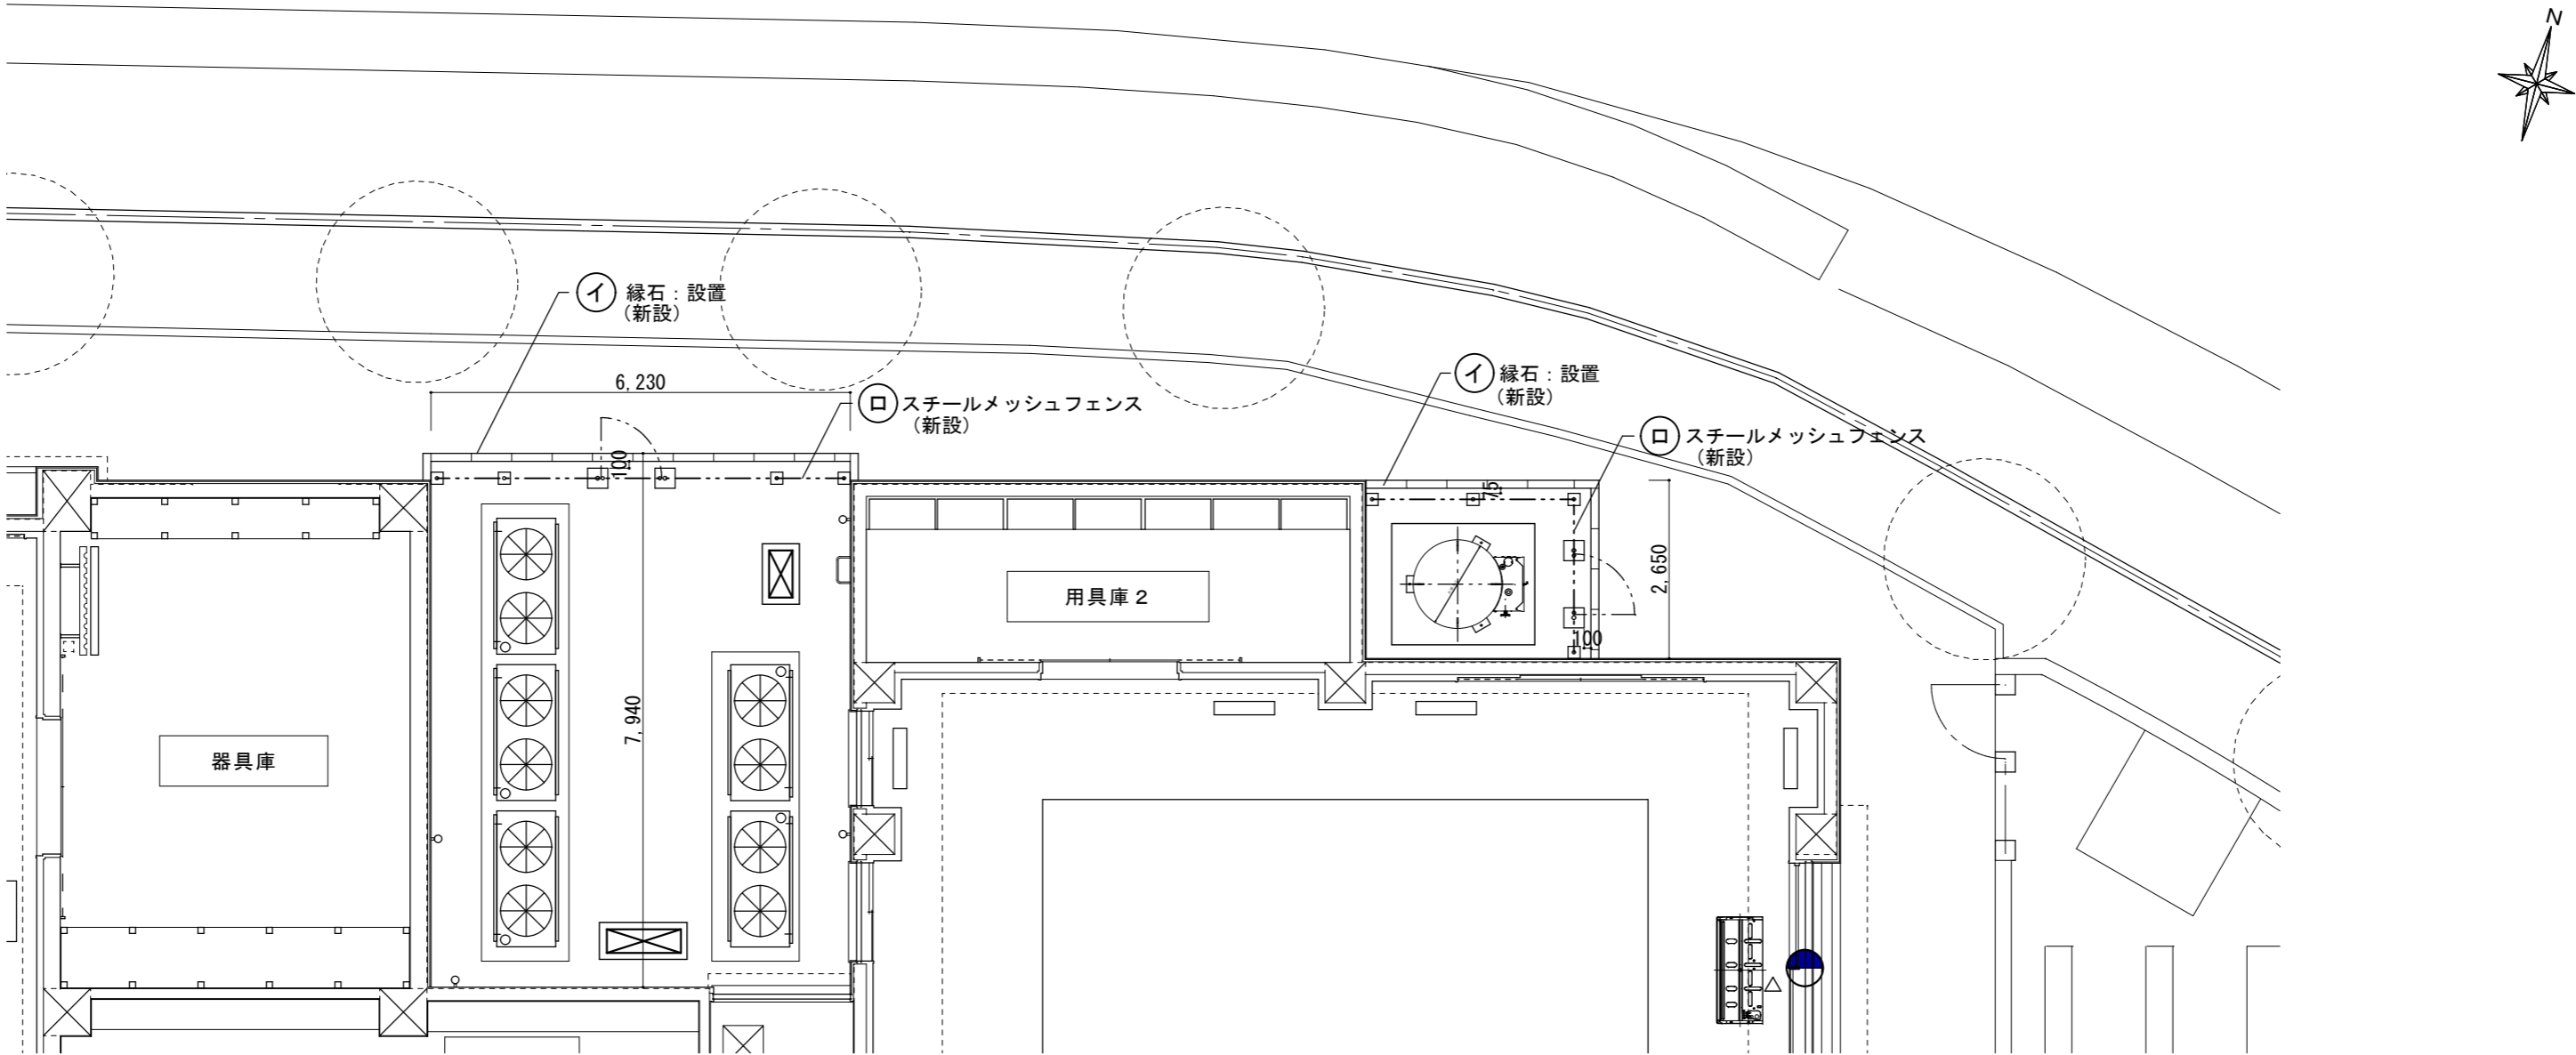 N
イ 縁石：設置
（新設）
6,230
ロ スチールメッシュフェンス
（新設）
イ 縁石：設置
（新設）
ロ スチールメッシュフェンス
（新設）
100
75
2,650
用具庫２
100
7,940
器具庫